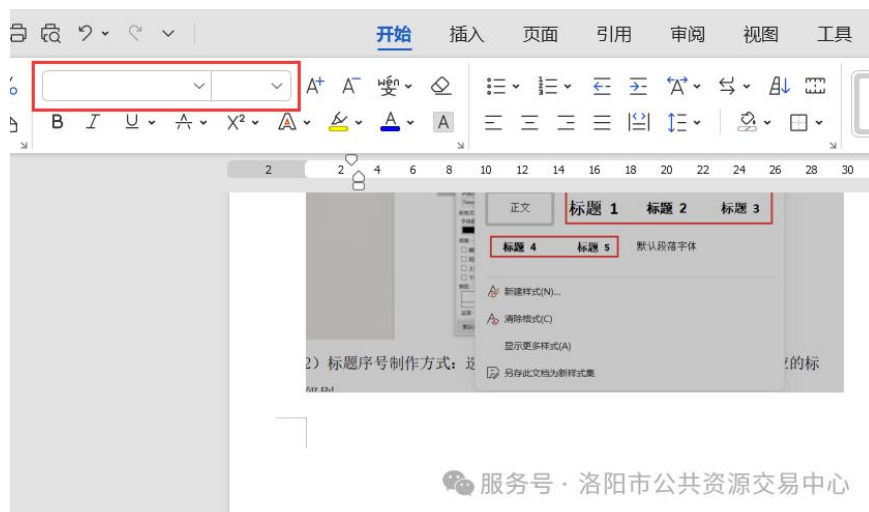 开始 插入 页面 引用 审阅 视图 工具
A+ A- wén 变 A
B I U A X² A A A
2 2 4 6 8 10 12 14 16 18 20 22 24 26 28 30
正文 标题 1 标题 2 标题 3
标题 4 标题 5 默认段落字体
新建样式(N)...
清除格式(C)
显示更多样式(A)
另存此文档为新样式集
2）标题序号制作方式：选 的标
服务号 · 洛阳市公共资源交易中心